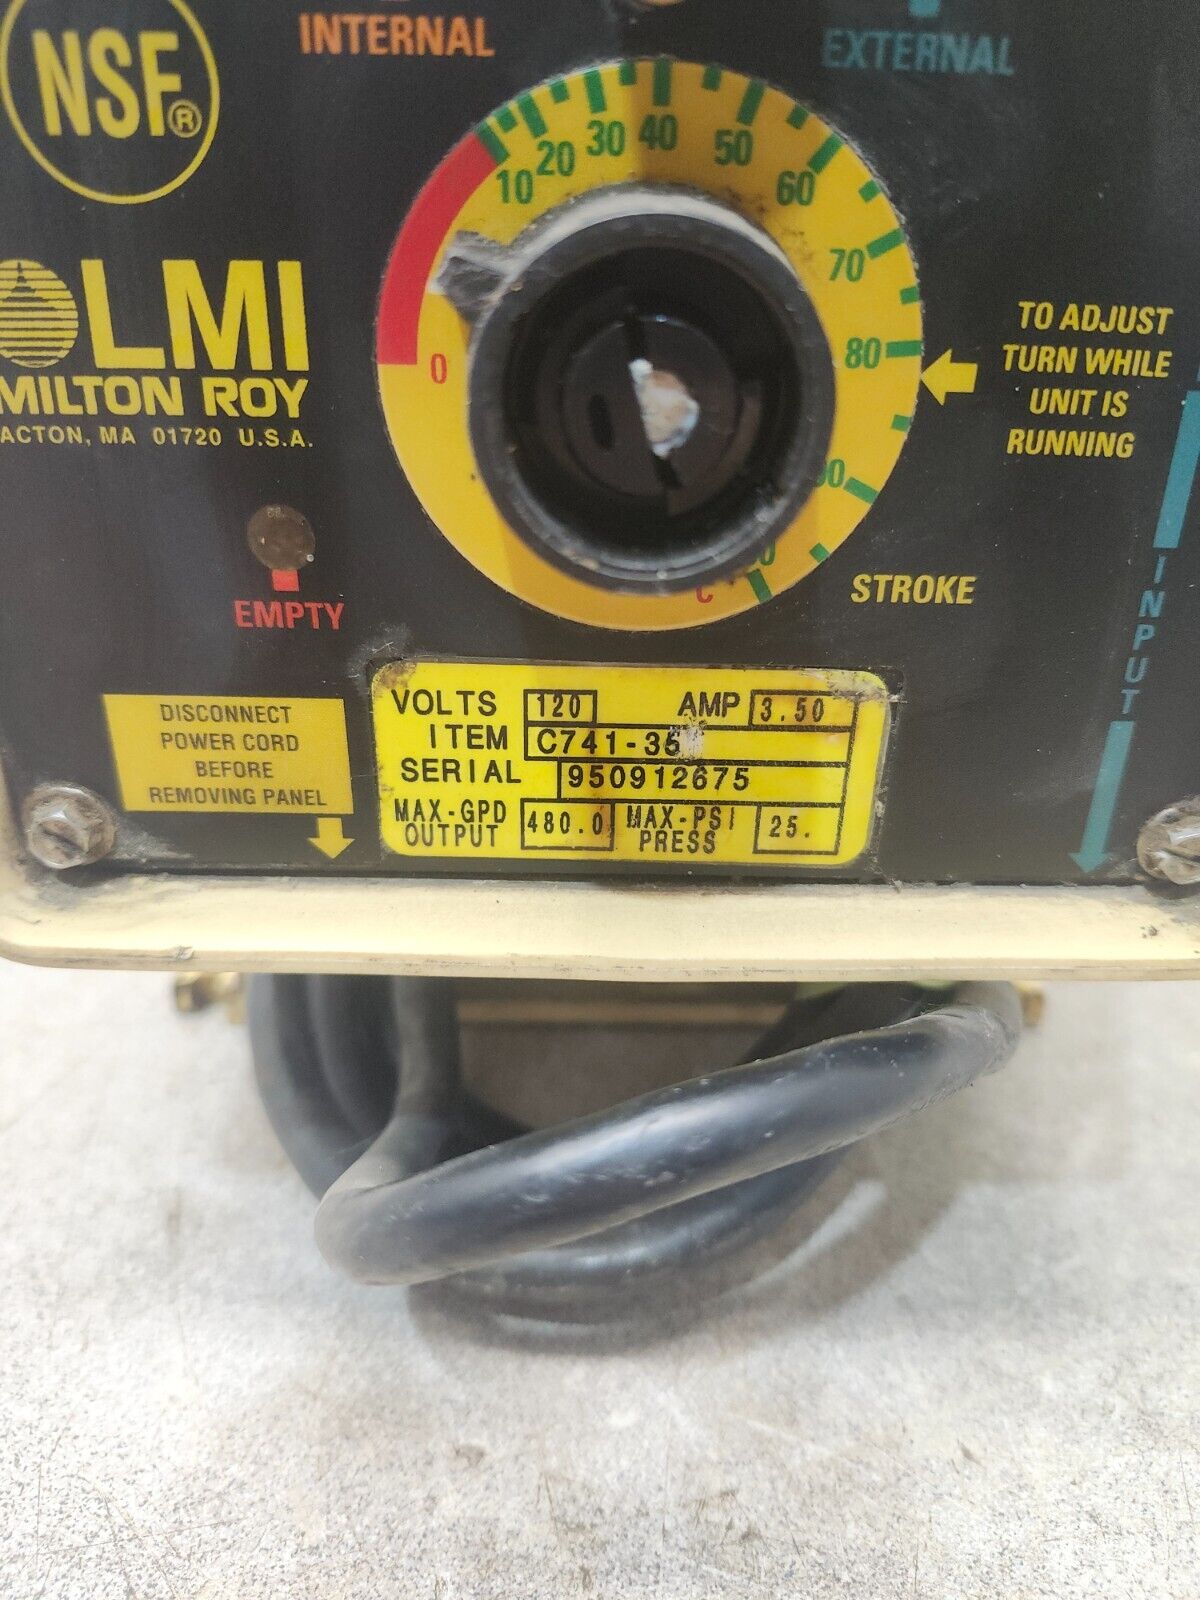 INTERNAL
EXTERNAL
NSF®
10 20 30 40 50 60 70 80
0
LMI
MILTON ROY
ACTON, MA 01720 U.S.A.
TO ADJUST
TURN WHILE
UNIT IS
RUNNING
STROKE
EMPTY
INPUT
DISCONNECT
POWER CORD
BEFORE
REMOVING PANEL
VOLTS 120 AMP 3.50
ITEM C741-36
SERIAL 950912675
MAX-GPD OUTPUT 480.0 MAX-PSI PRESS 25.